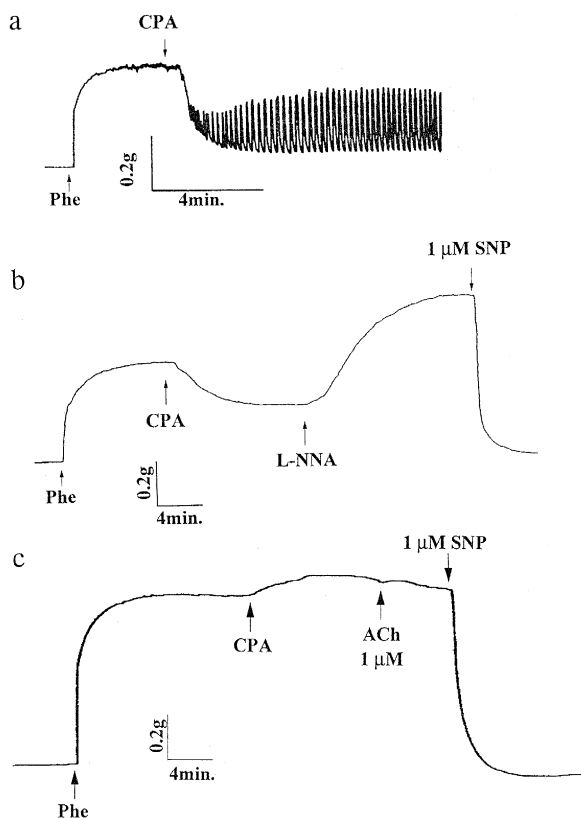 a
CPA
Phe
0.2g
4min.
b
1 μM SNP
CPA
L-NNA
Phe
0.2g
4min.
c
1 μM SNP
CPA
ACh
1 μM
0.2g
4min.
Phe